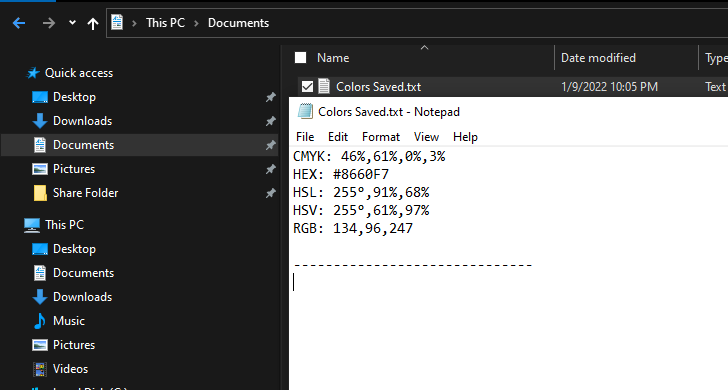 This PC
Documents
Quick access
Desktop
Downloads
Documents
Pictures
Share Folder
This PC
Desktop
Documents
Downloads
Music
Pictures
Videos
Name Date modified Type
Colors Saved.txt 1/9/2022 10:05 PM Text
Colors Saved.txt - Notepad
File Edit Format View Help
CMYK: 46%,61%,0%,3%
HEX: #8660F7
HSL: 255°,91%,68%
HSV: 255°,61%,97%
RGB: 134,96,247
------------------------------